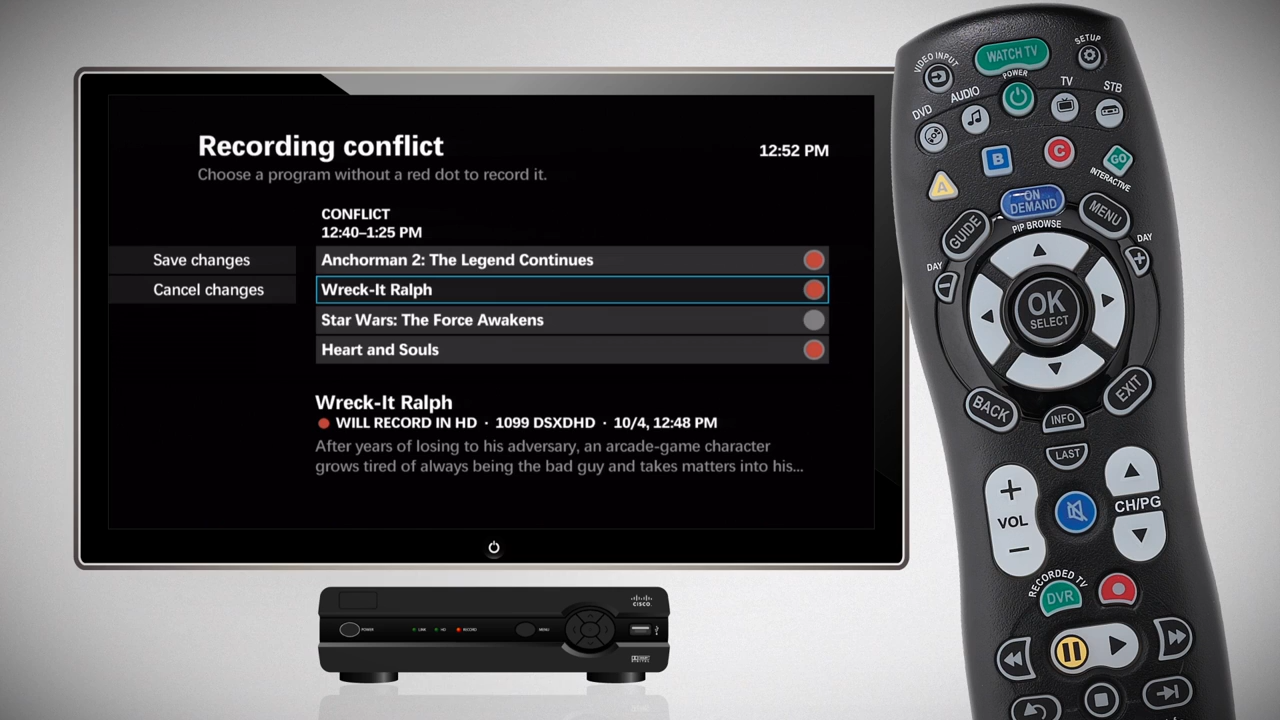 Recording conflict
12:52 PM
Choose a program without a red dot to record it.
CONFLICT
12:40–1:25 PM
Save changes
Cancel changes
Anchorman 2: The Legend Continues
Wreck-It Ralph
Star Wars: The Force Awakens
Heart and Souls
Wreck-It Ralph
WILL RECORD IN HD · 1099 DSXDHD · 10/4, 12:48 PM
After years of losing to his adversary, an arcade-game character
grows tired of always being the bad guy and takes matters into his...
CISCO
POWER
LINK
HD
RECORD
MENU
VIDEO INPUT
WATCH TV
SETUP
POWER
DVD
AUDIO
TV
STB
A
B
C
GO
INTERACTIVE
ON
DEMAND
GUIDE
PIP BROWSE
MENU
DAY
DAY
OK
SELECT
BACK
INFO
EXIT
LAST
+
VOL
−
CH/PG
RECORDED TV
DVR